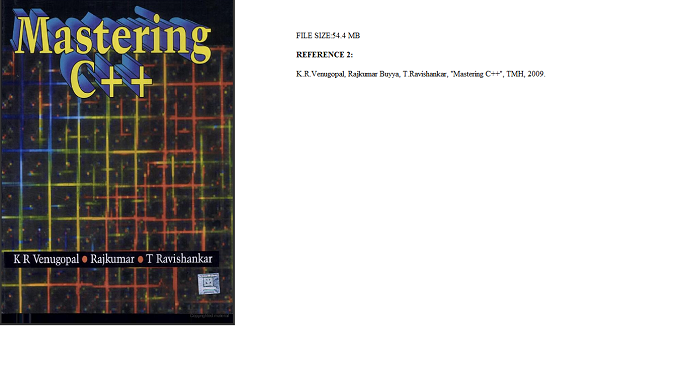 Mastering
C++
K R Venugopal ● Rajkumar ● T Ravishankar
FILE SIZE:54.4 MB
REFERENCE 2:
K.R.Venugopal, Rajkumar Buyya, T.Ravishankar, "Mastering C++", TMH, 2009.